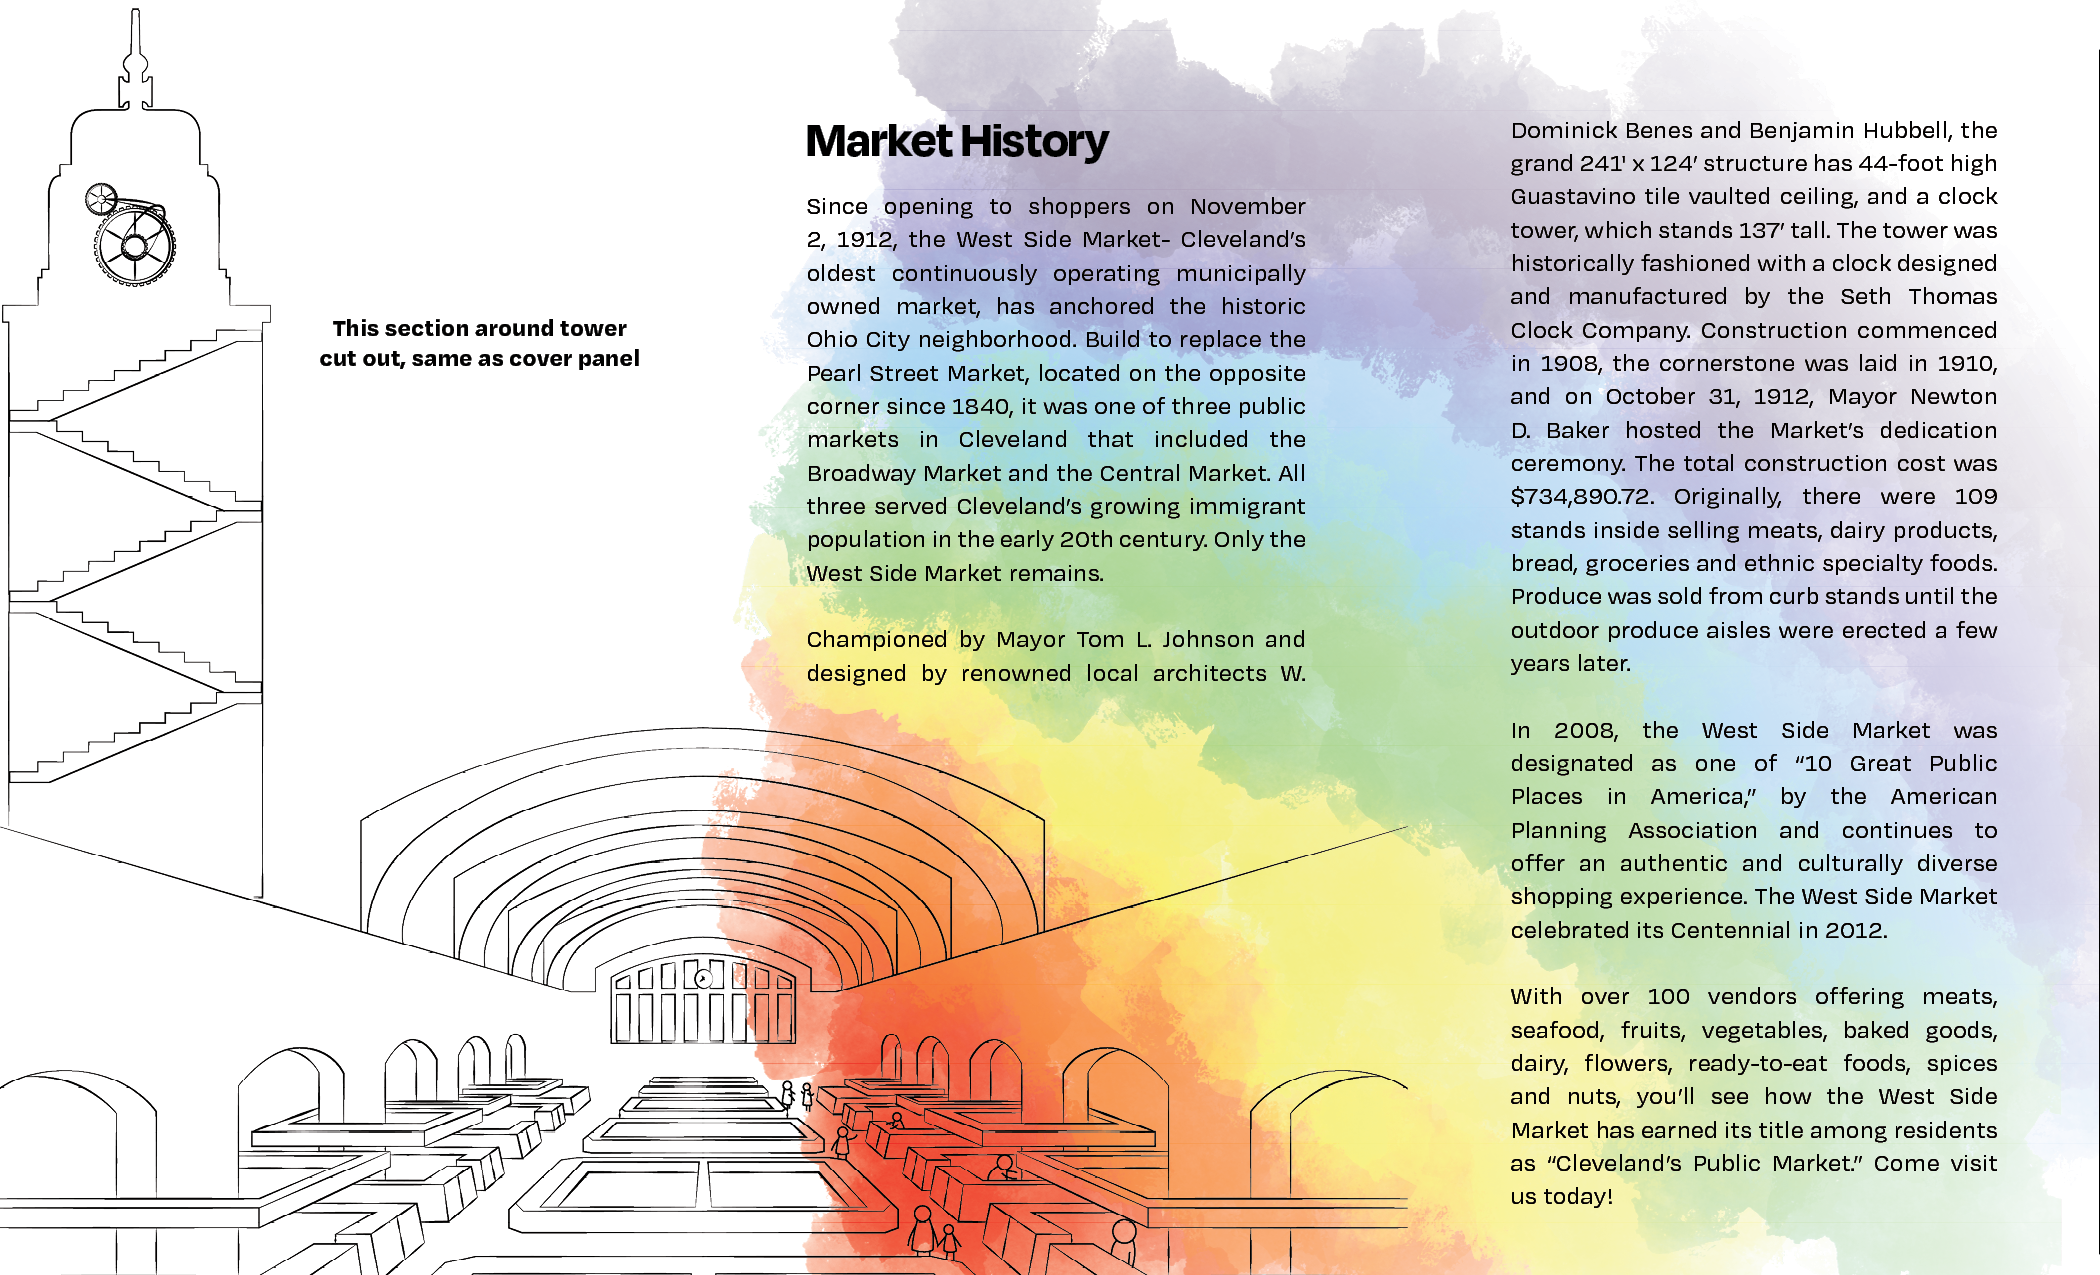 This section around tower
cut out, same as cover panel
Market History
Since opening to shoppers on November
2, 1912, the West Side Market- Cleveland’s
oldest continuously operating municipally
owned market, has anchored the historic
Ohio City neighborhood. Build to replace the
Pearl Street Market, located on the opposite
corner since 1840, it was one of three public
markets in Cleveland that included the
Broadway Market and the Central Market. All
three served Cleveland’s growing immigrant
population in the early 20th century. Only the
West Side Market remains.
Championed by Mayor Tom L. Johnson and
designed by renowned local architects W.
Dominick Benes and Benjamin Hubbell, the
grand 241' x 124’ structure has 44-foot high
Guastavino tile vaulted ceiling, and a clock
tower, which stands 137’ tall. The tower was
historically fashioned with a clock designed
and manufactured by the Seth Thomas
Clock Company. Construction commenced
in 1908, the cornerstone was laid in 1910,
and on October 31, 1912, Mayor Newton
D. Baker hosted the Market’s dedication
ceremony. The total construction cost was
$734,890.72. Originally, there were 109
stands inside selling meats, dairy products,
bread, groceries and ethnic specialty foods.
Produce was sold from curb stands until the
outdoor produce aisles were erected a few
years later.
In 2008, the West Side Market was
designated as one of “10 Great Public
Places in America,” by the American
Planning Association and continues to
offer an authentic and culturally diverse
shopping experience. The West Side Market
celebrated its Centennial in 2012.
With over 100 vendors offering meats,
seafood, fruits, vegetables, baked goods,
dairy, flowers, ready-to-eat foods, spices
and nuts, you’ll see how the West Side
Market has earned its title among residents
as “Cleveland’s Public Market.” Come visit
us today!